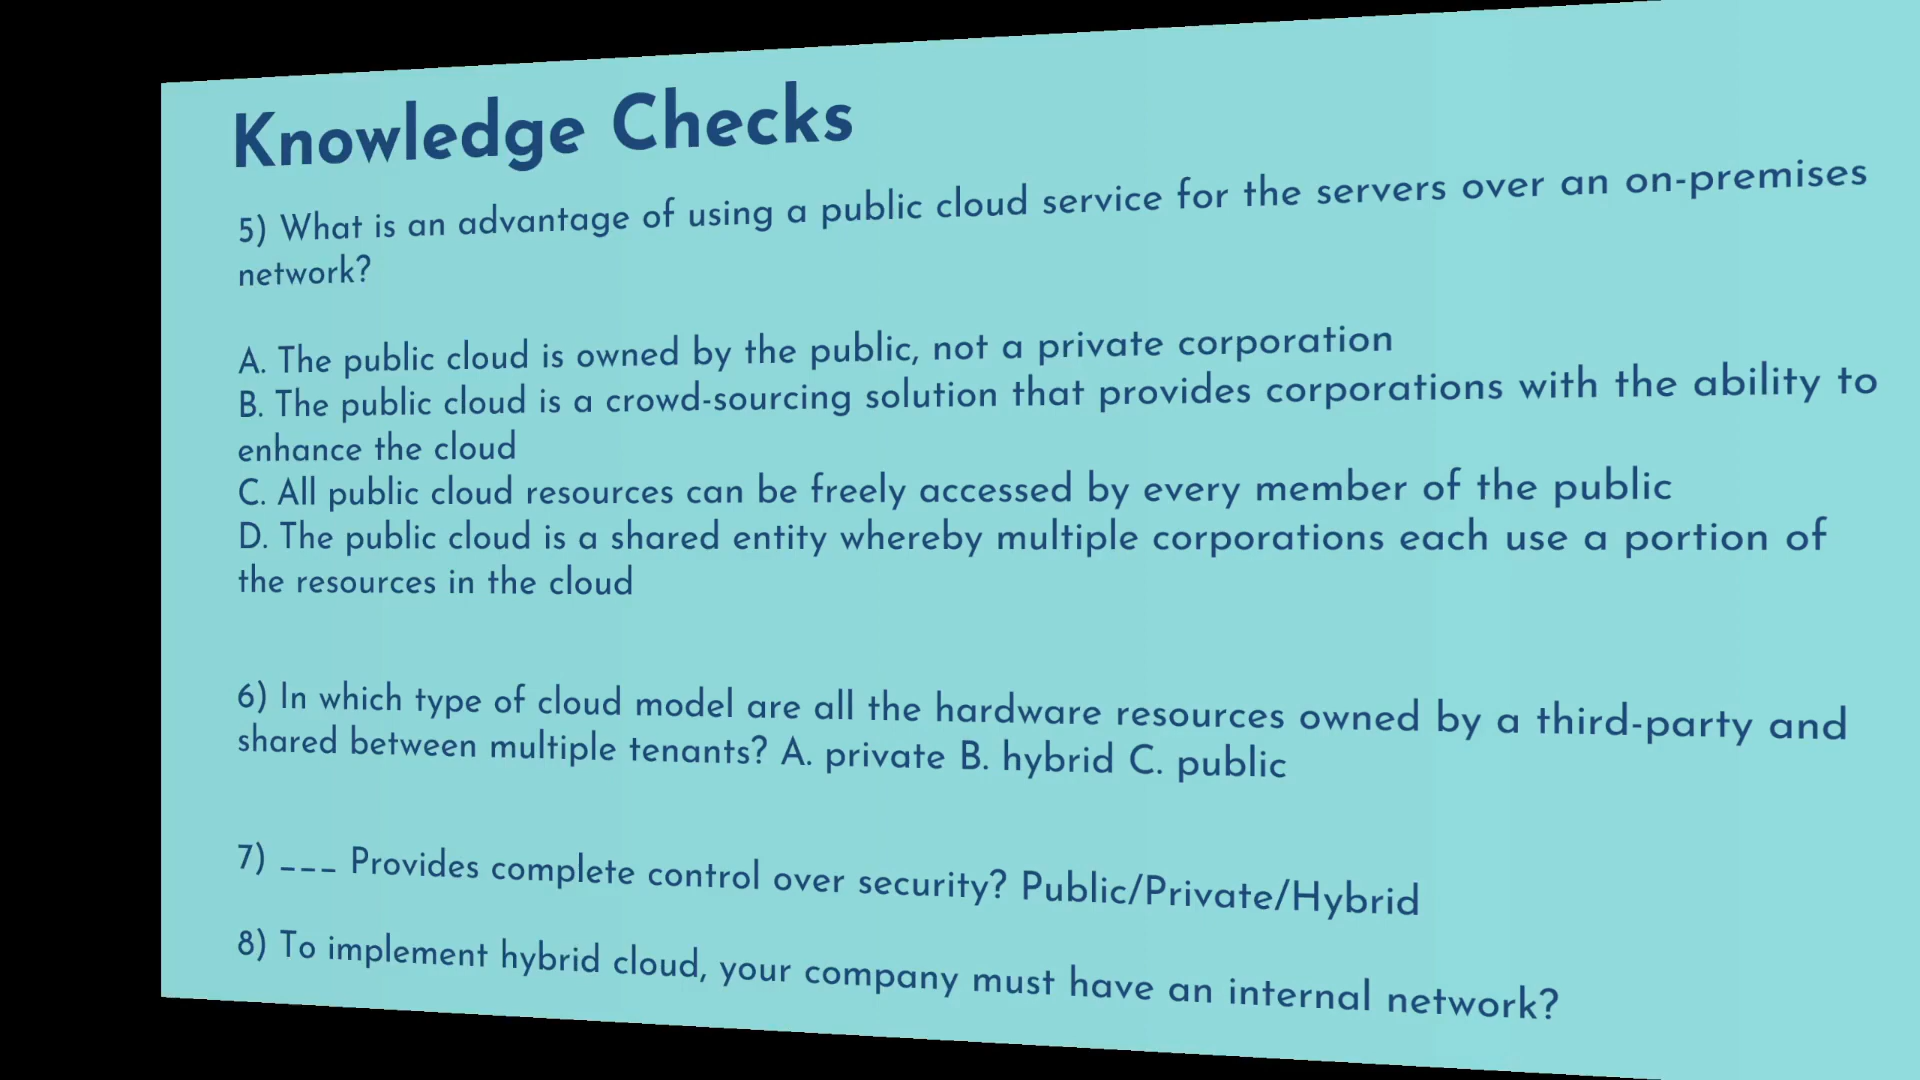 Knowledge Checks
5) What is an advantage of using a public cloud service for the servers over an on-premises
network?
A. The public cloud is owned by the public, not a private corporation
B. The public cloud is a crowd-sourcing solution that provides corporations with the ability to
enhance the cloud
C. All public cloud resources can be freely accessed by every member of the public
D. The public cloud is a shared entity whereby multiple corporations each use a portion of
the resources in the cloud
6) In which type of cloud model are all the hardware resources owned by a third-party and
shared between multiple tenants? A. private B. hybrid C. public
7) ___ Provides complete control over security? Public/Private/Hybrid
8) To implement hybrid cloud, your company must have an internal network?